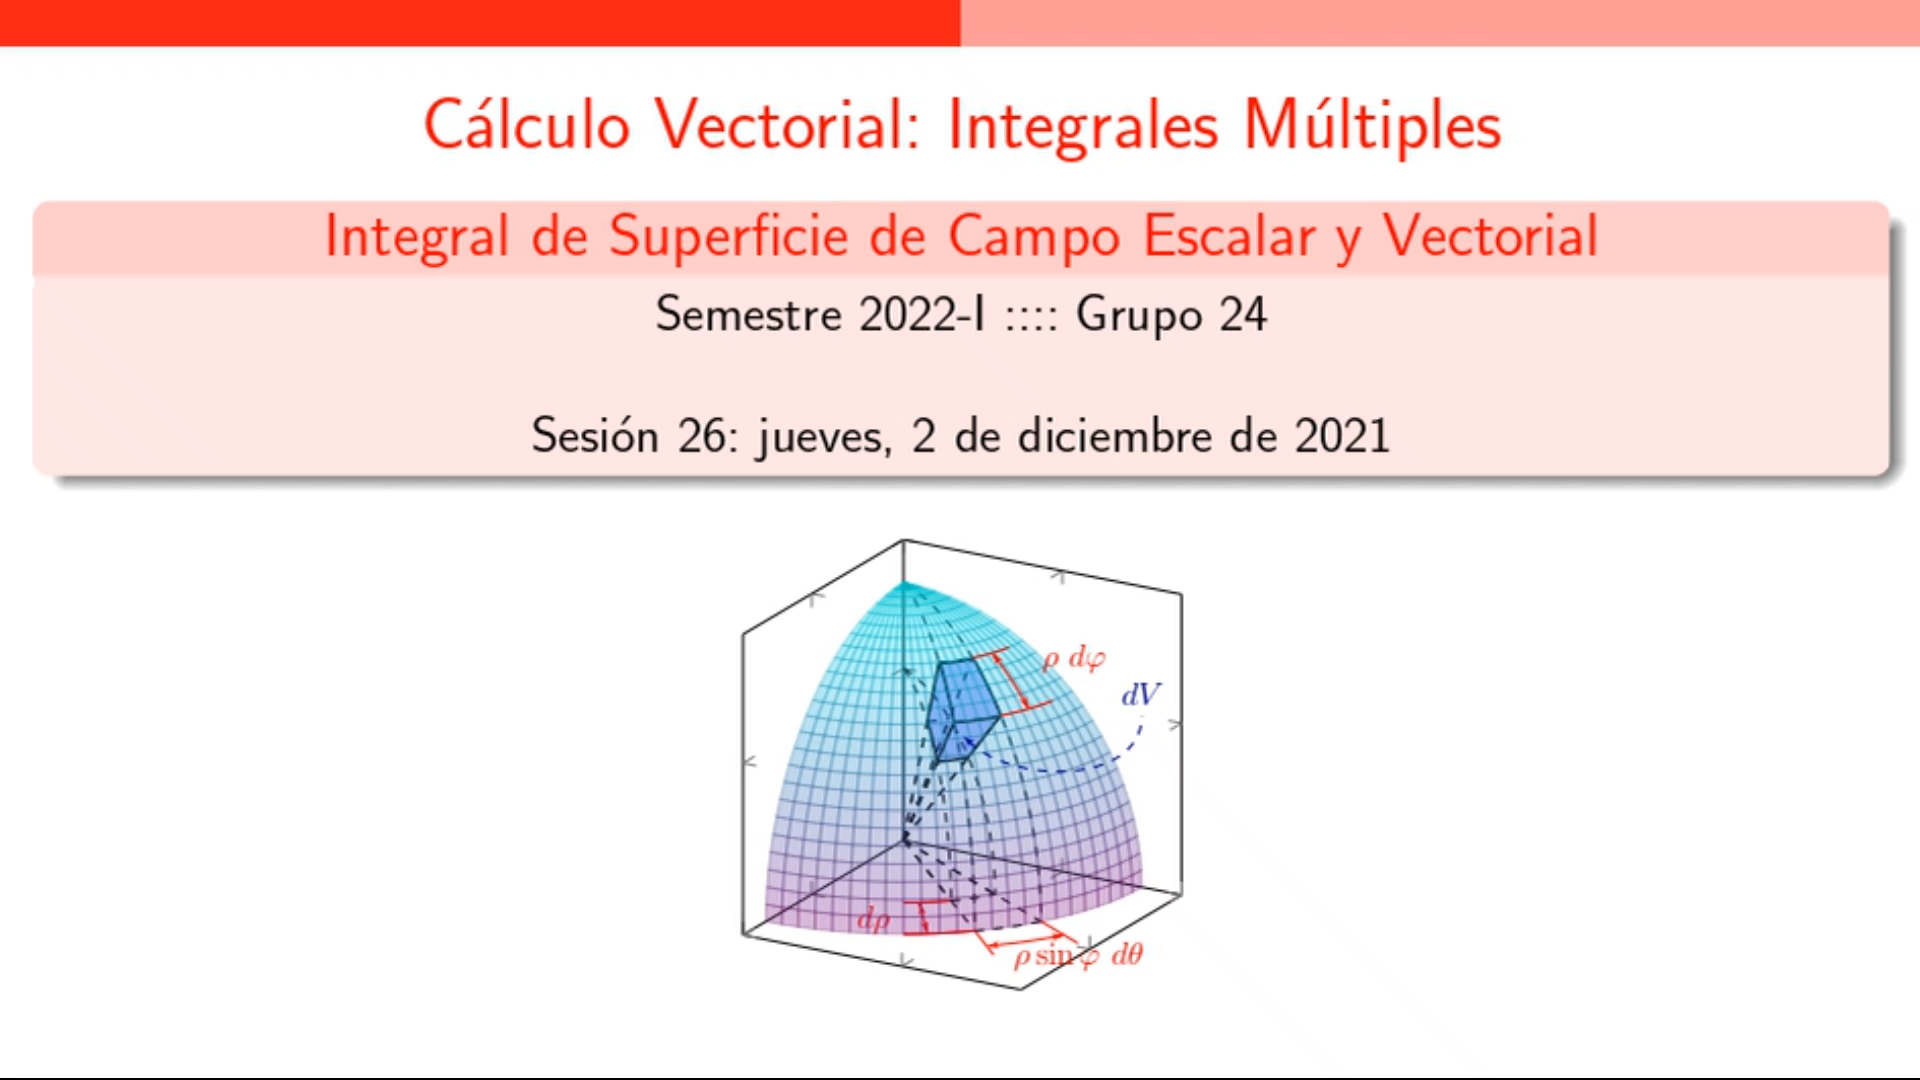 Cálculo Vectorial: Integrales Múltiples
Integral de Superficie de Campo Escalar y Vectorial
Semestre 2022-I :::: Grupo 24
Sesión 26: jueves, 2 de diciembre de 2021
ρ dφ
dV
dρ
ρ sin φ dθ